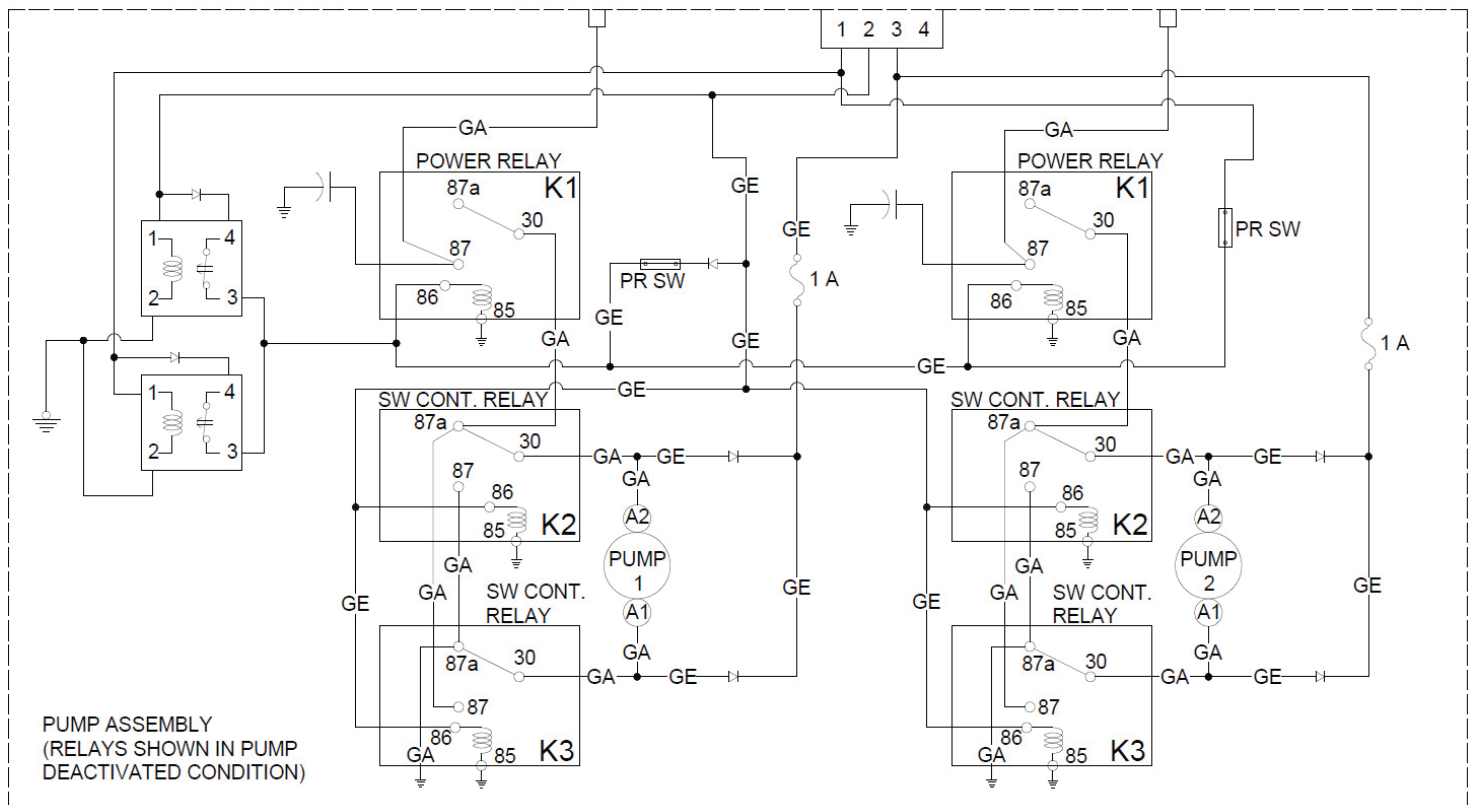 1 2 3 4
GA
GA
POWER RELAY
POWER RELAY
87a
K1
87a
K1
GE
30
30
GE
PR SW
1
4
87
87
PR SW
1 A
2
3
86
85
86
85
GE
GA
GE
GA
1 A
GE
GE
1
4
SW CONT. RELAY
SW CONT. RELAY
87a
87a
30
30
2
3
GA
GE
GA
GE
87
GA
87
GA
86
86
A2
A2
85
K2
85
K2
PUMP
1
PUMP
2
GA
GA
GA
SW CONT.
RELAY
GE
GA
SW CONT.
RELAY
GE
GE
GE
A1
A1
87a
30
GA
87a
30
GA
GA
GE
GA
GE
87
87
86
86
GA
85
K3
GA
85
K3
PUMP ASSEMBLY
(RELAYS SHOWN IN PUMP
DEACTIVATED CONDITION)